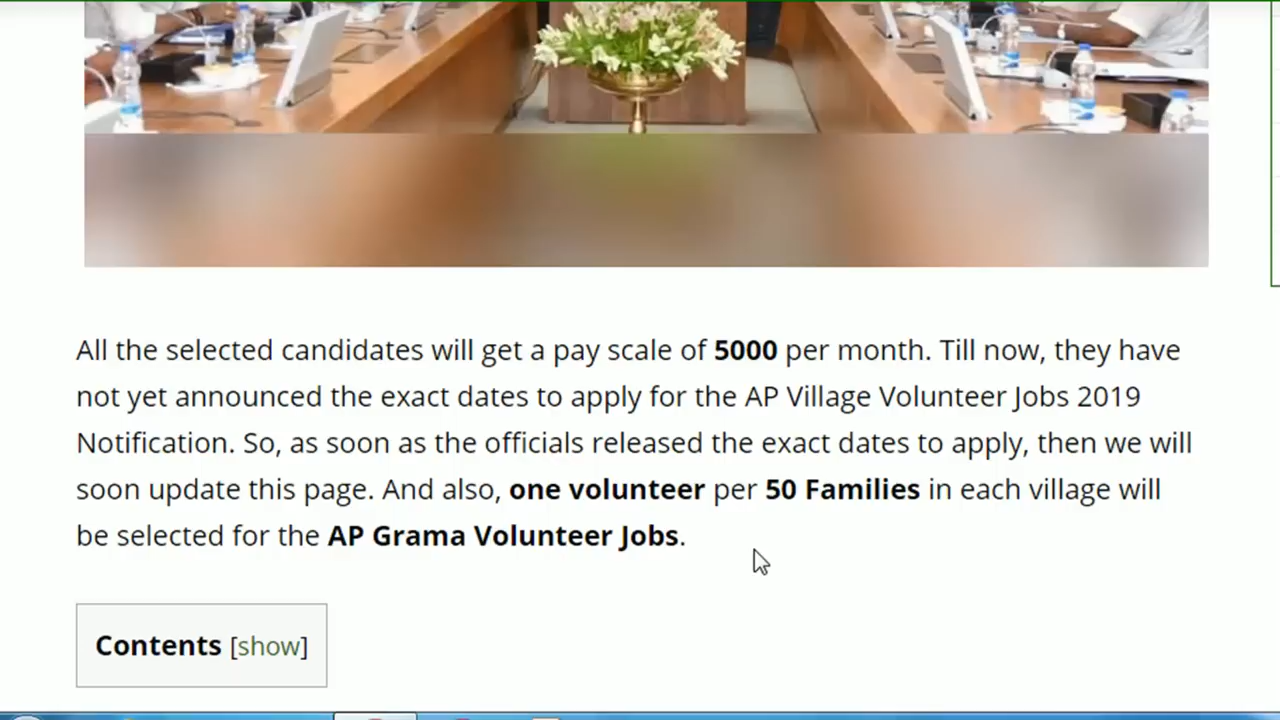 All the selected candidates will get a pay scale of 5000 per month. Till now, they have
not yet announced the exact dates to apply for the AP Village Volunteer Jobs 2019
Notification. So, as soon as the officials released the exact dates to apply, then we will
soon update this page. And also, one volunteer per 50 Families in each village will
be selected for the AP Grama Volunteer Jobs.
Contents [show]